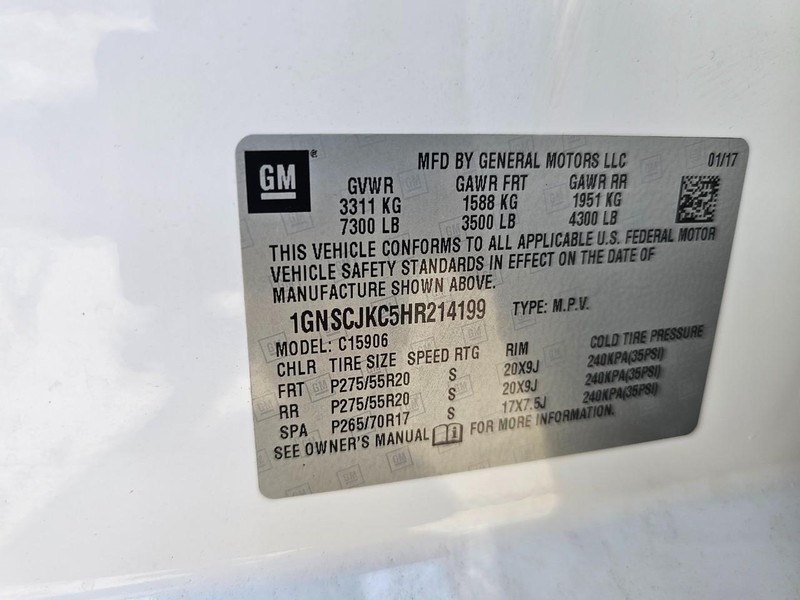 GM ® MFD BY GENERAL MOTORS LLC 01/17
GVWR GAWR FRT GAWR RR
3311 KG 1588 KG 1951 KG
7300 LB 3500 LB 4300 LB
THIS VEHICLE CONFORMS TO ALL APPLICABLE U.S. FEDERAL MOTOR
VEHICLE SAFETY STANDARDS IN EFFECT ON THE DATE OF
MANUFACTURE SHOWN ABOVE.
1GNSCJKC5HR214199 TYPE: M.P.V.
MODEL: C15906
CHLR TIRE SIZE SPEED RTG RIM COLD TIRE PRESSURE
FRT P275/55R20 S 20X9J 240KPA(35PSI)
RR P275/55R20 S 20X9J 240KPA(35PSI)
SPA P265/70R17 S 17X7.5J 240KPA(35PSI)
SEE OWNER'S MANUAL FOR MORE INFORMATION.